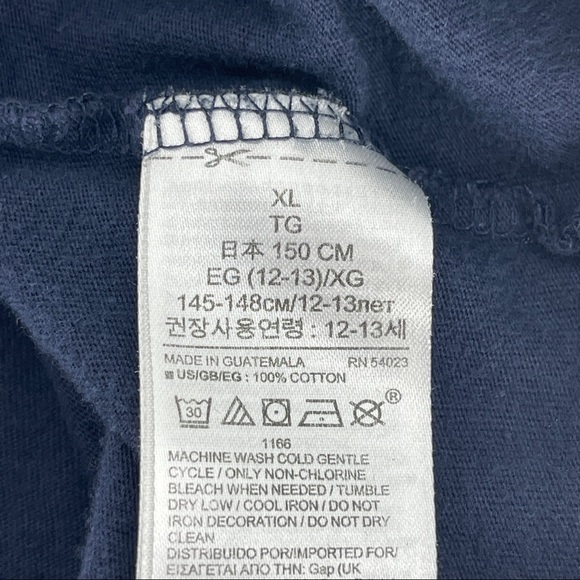 XL
TG
日本 150 CM
EG (12-13)/XG
145-148см/12-13лет
권장사용연령 : 12-13세
MADE IN GUATEMALA RN 54023
US/GB/EG : 100% COTTON
30 ®
1166
MACHINE WASH COLD GENTLE
CYCLE / ONLY NON-CHLORINE
BLEACH WHEN NEEDED / TUMBLE
DRY LOW / COOL IRON / DO NOT
IRON DECORATION / DO NOT DRY
CLEAN
DISTRIBUIDO POR/IMPORTED FOR/
ΕΙΣΑΓΕΤΑΙ ΑΠΟ ΤΗΝ: Gap (UK